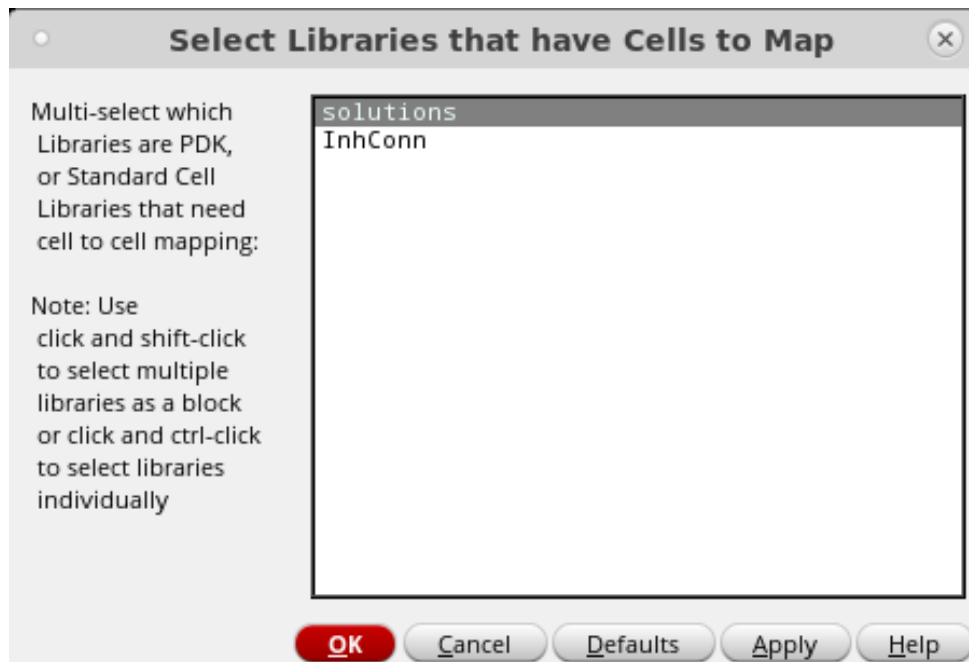 Select Libraries that have Cells to Map
Multi-select which
Libraries are PDK,
or Standard Cell
Libraries that need
cell to cell mapping:
Note: Use
click and shift-click
to select multiple
libraries as a block
or click and ctrl-click
to select libraries
individually
solutions
InhConn
OK Cancel Defaults Apply Help